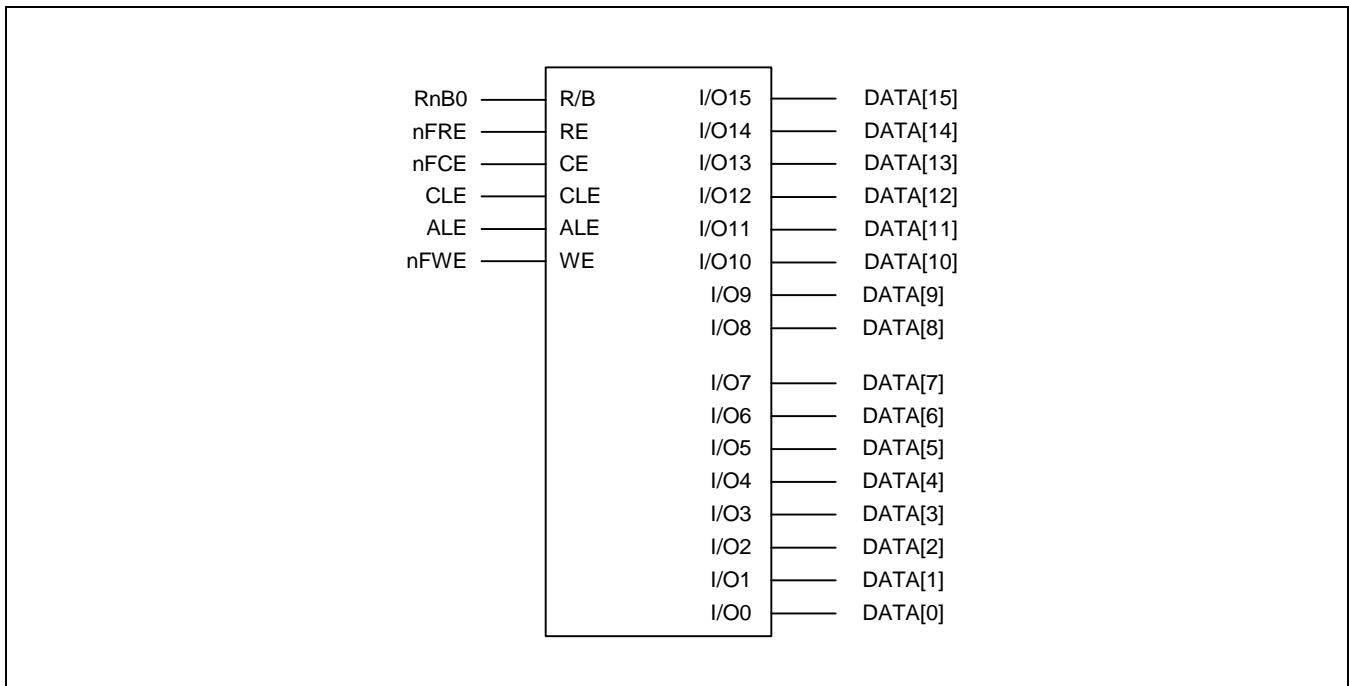 RnB0 R/B I/O15 DATA[15]
nFRE RE I/O14 DATA[14]
nFCE CE I/O13 DATA[13]
CLE CLE I/O12 DATA[12]
ALE ALE I/O11 DATA[11]
nFWE WE I/O10 DATA[10]
I/O9 DATA[9]
I/O8 DATA[8]
I/O7 DATA[7]
I/O6 DATA[6]
I/O5 DATA[5]
I/O4 DATA[4]
I/O3 DATA[3]
I/O2 DATA[2]
I/O1 DATA[1]
I/O0 DATA[0]